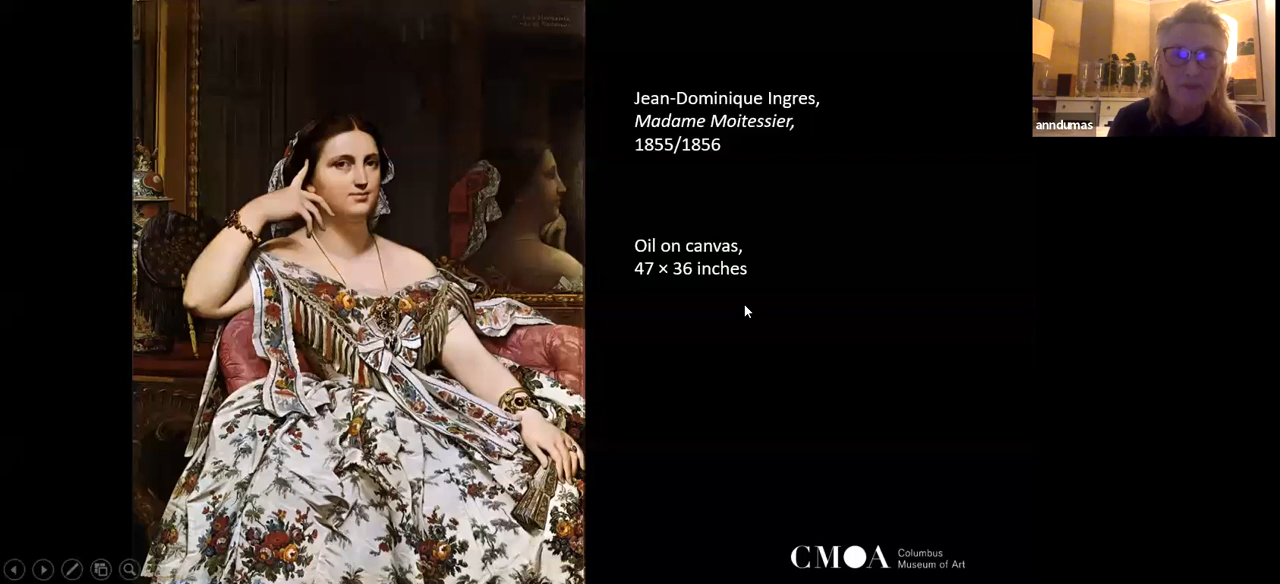 Jean-Dominique Ingres,
Madame Moitessier,
1855/1856
Oil on canvas,
47 × 36 inches
anndumas
CMOA
Columbus
Museum of Art